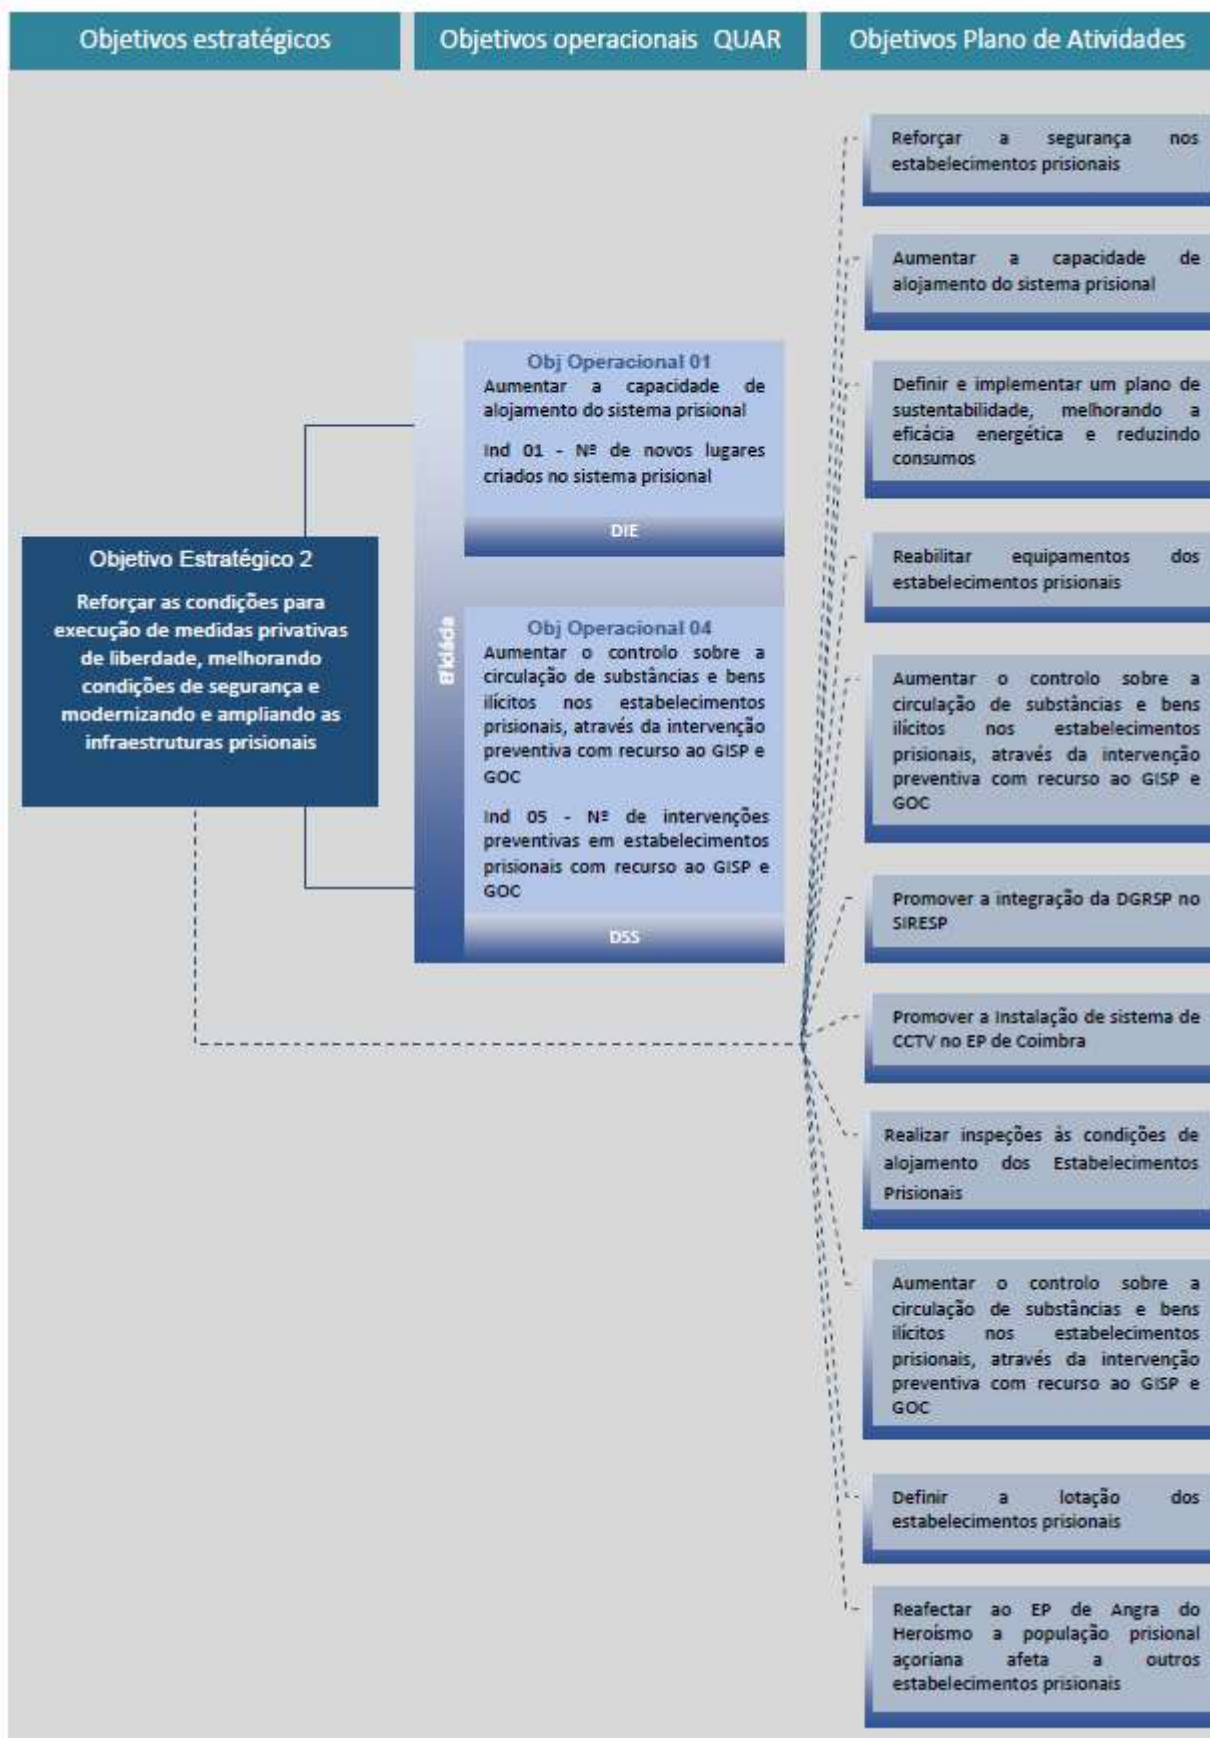 Objetivos estratégicos
Objetivos operacionais QUAR
Objetivos Plano de Atividades
Objetivo Estratégico 2
Reforçar as condições para
execução de medidas privativas
de liberdade, melhorando
condições de segurança e
modernizando e ampliando as
infraestruturas prisionais
Obj Operacional 01
Aumentar a capacidade de
alojamento do sistema prisional
Ind 01 - Nº de novos lugares
criados no sistema prisional
DIE
Obj Operacional 04
Aumentar o controlo sobre a
circulação de substâncias e bens
ilícitos nos estabelecimentos
prisionais, através da intervenção
preventiva com recurso ao GISP e
GOC
Ind 05 - Nº de intervenções
preventivas em estabelecimentos
prisionais com recurso ao GISP e
GOC
DSS
Reforçar a segurança nos
estabelecimentos prisionais
Aumentar a capacidade de
alojamento do sistema prisional
Definir e implementar um plano de
sustentabilidade, melhorando a
eficácia energética e reduzindo
consumos
Reabilitar equipamentos dos
estabelecimentos prisionais
Aumentar o controlo sobre a
circulação de substâncias e bens
ilícitos nos estabelecimentos
prisionais, através da intervenção
preventiva com recurso ao GISP e
GOC
Promover a integração da DGRSP no
SIRESP
Promover a Instalação de sistema de
CCTV no EP de Coimbra
Realizar inspeções às condições de
alojamento dos Estabelecimentos
Prisionais
Aumentar o controlo sobre a
circulação de substâncias e bens
ilícitos nos estabelecimentos
prisionais, através da intervenção
preventiva com recurso ao GISP e
GOC
Definir a lotação dos
estabelecimentos prisionais
Reafectar ao EP de Angra do
Heroísmo a população prisional
açoriana afeta a outros
estabelecimentos prisionais